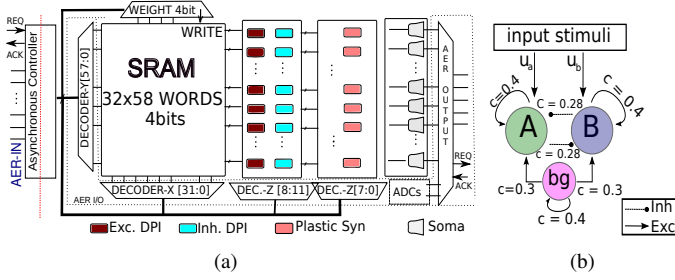 WEIGHT 4bit
REQ
ACK
AER-IN
Asynchronous Controller
DECODER-Y[57:0]
WRITE
SRAM
32x58 WORDS
4bits
AER OUTPUT
REQ
ACK
DECODER-X [31:0]
DEC.-Z [8:11]
DEC.-Z[7:0]
ADCs
AER I/O
Exc. DPI
Inh. DPI
Plastic Syn
Soma
(a)
input stimuli
u_a
u_b
c=0.4
c = 0.28
c = 0.4
A
B
c = 0.28
bg
c=0.3
c = 0.3
c = 0.4
Inh
Exc
(b)